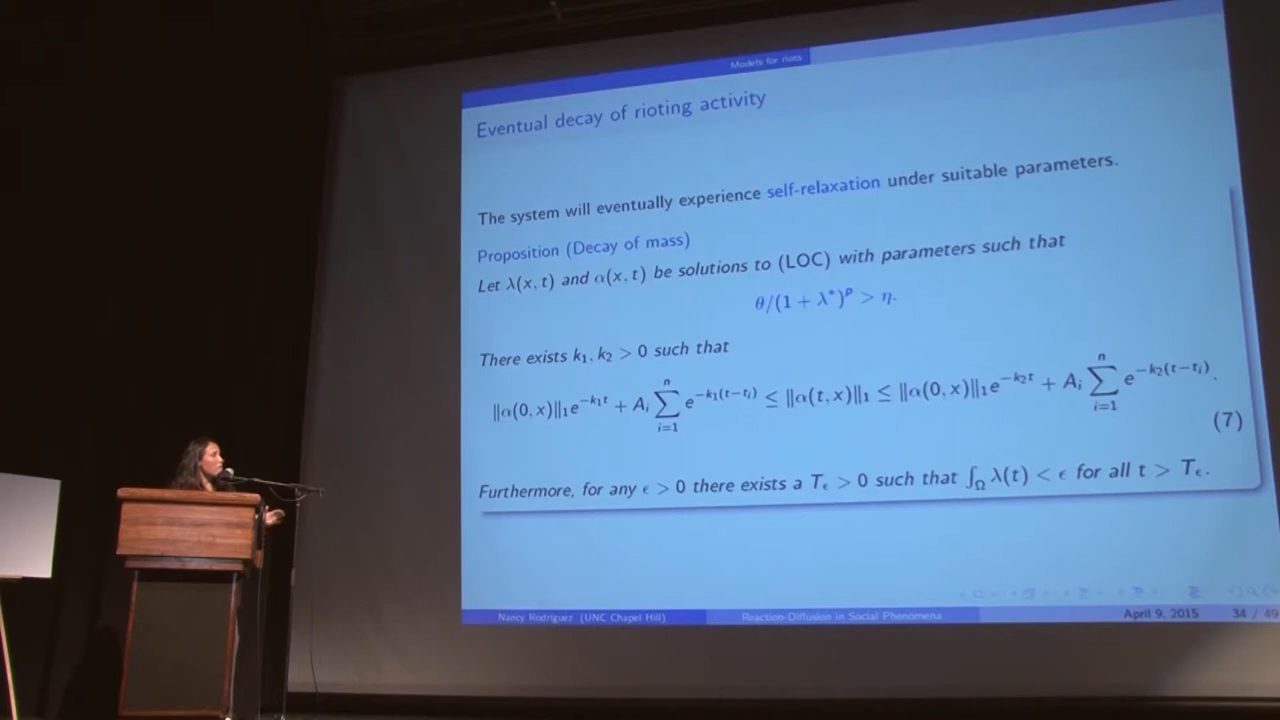 Models for riots
Eventual decay of rioting activity
The system will eventually experience self-relaxation under suitable parameters.
Proposition (Decay of mass)
Let λ(x, t) and α(x, t) be solutions to (LOC) with parameters such that
θ/(1 + λ*)^p > η.
There exists k₁, k₂ > 0 such that
‖α(0, x)‖₁e^{−k₁t} + A_i ∑_{i=1}^{n} e^{−k₁(t−t_i)} ≤ ‖α(t, x)‖₁ ≤ ‖α(0, x)‖₁e^{−k₂t} + A_i ∑_{i=1}^{n} e^{−k₂(t−t_i)}.
(7)
Furthermore, for any ϵ > 0 there exists a T_ϵ > 0 such that ∫_Ω λ(t) < ϵ for all t > T_ϵ.
Nancy Rodriguez (UNC Chapel Hill) Reaction-Diffusion in Social Phenomena April 9, 2015 34 / 49